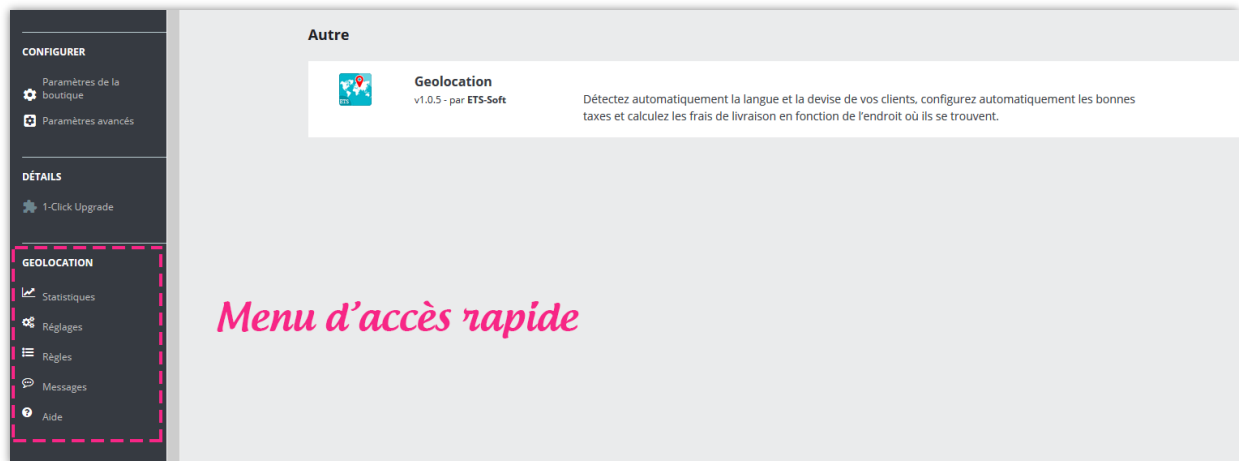 CONFIGURER
Paramètres de la
boutique
Paramètres avancés
DÉTAILS
1-Click Upgrade
GEOLOCATION
Statistiques
Réglages
Règles
Messages
Aide
Autre
ETS
Geolocation
v1.0.5 - par ETS-Soft
Détectez automatiquement la langue et la devise de vos clients, configurez automatiquement les bonnes
taxes et calculez les frais de livraison en fonction de l'endroit où ils se trouvent.
Menu d'accès rapide